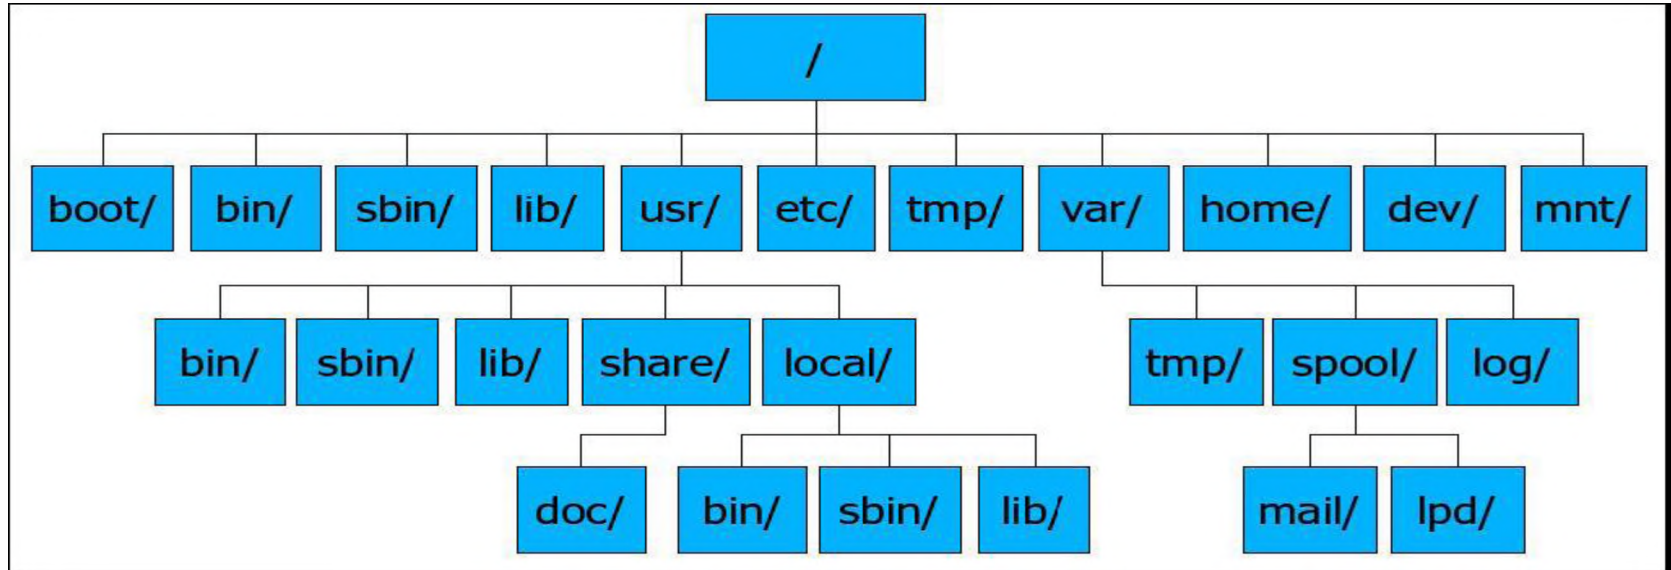 /
boot/ bin/ sbin/ lib/ usr/ etc/ tmp/ var/ home/ dev/ mnt/
bin/ sbin/ lib/ share/ local/ tmp/ spool/ log/
doc/ bin/ sbin/ lib/ mail/ lpd/